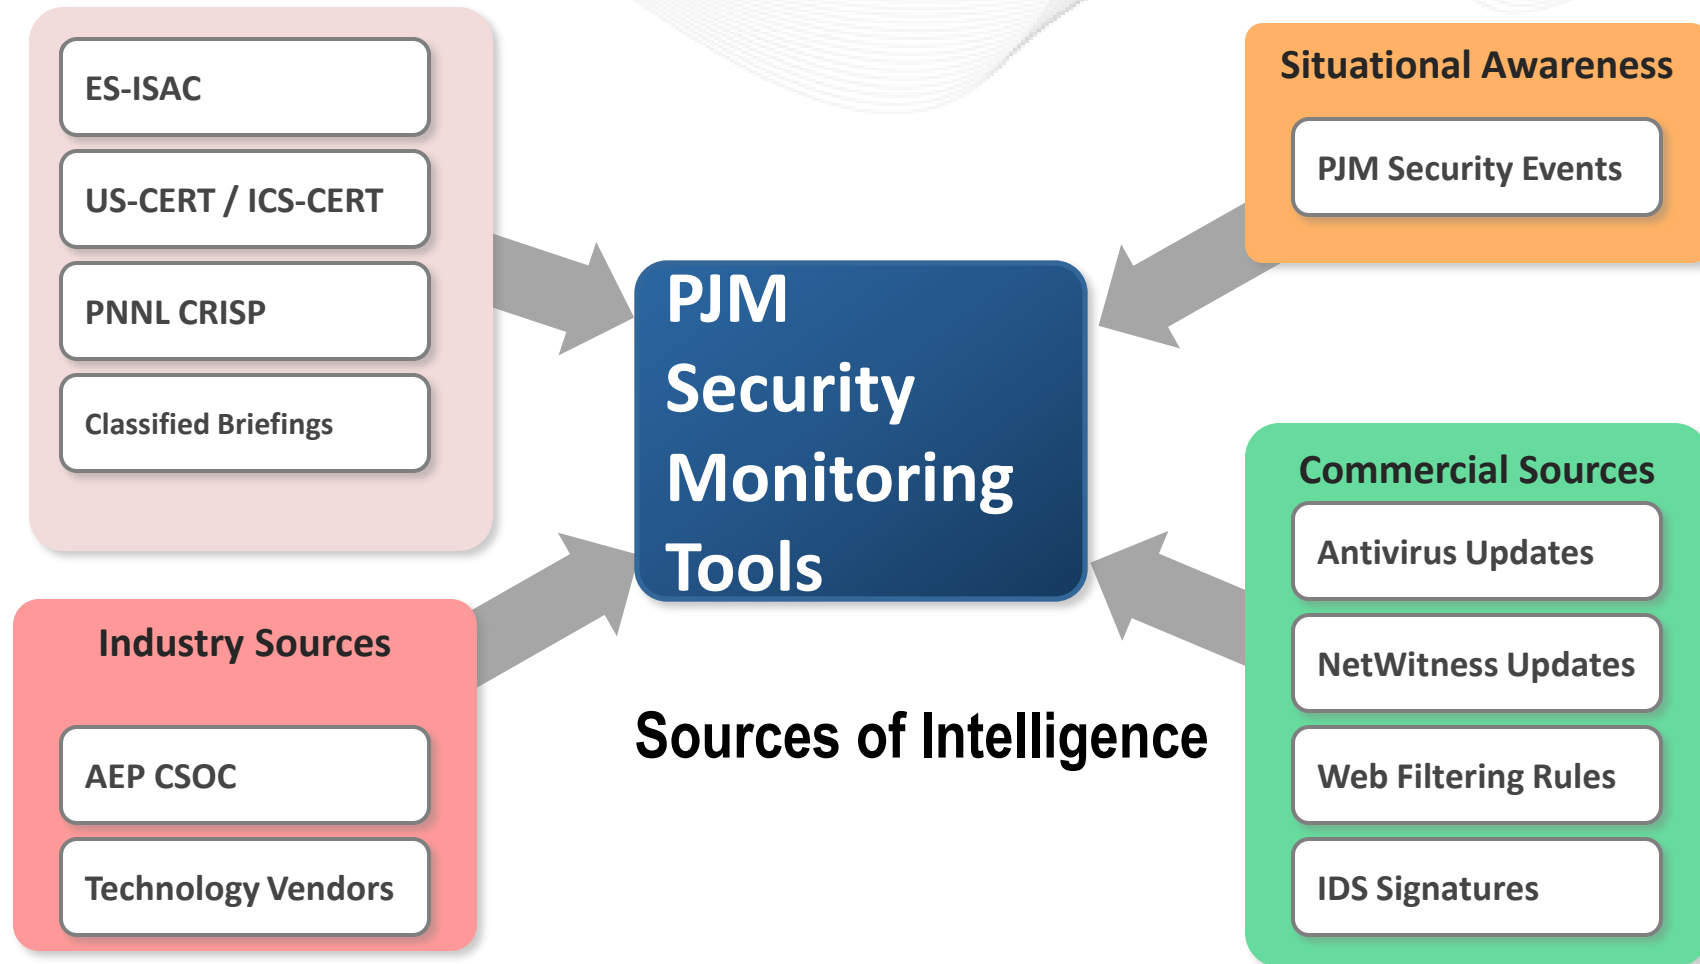 ES-ISAC
US-CERT / ICS-CERT
PNNL CRISP
Classified Briefings
Industry Sources
AEP CSOC
Technology Vendors
PJM
Security
Monitoring
Tools
Sources of Intelligence
Situational Awareness
PJM Security Events
Commercial Sources
Antivirus Updates
NetWitness Updates
Web Filtering Rules
IDS Signatures